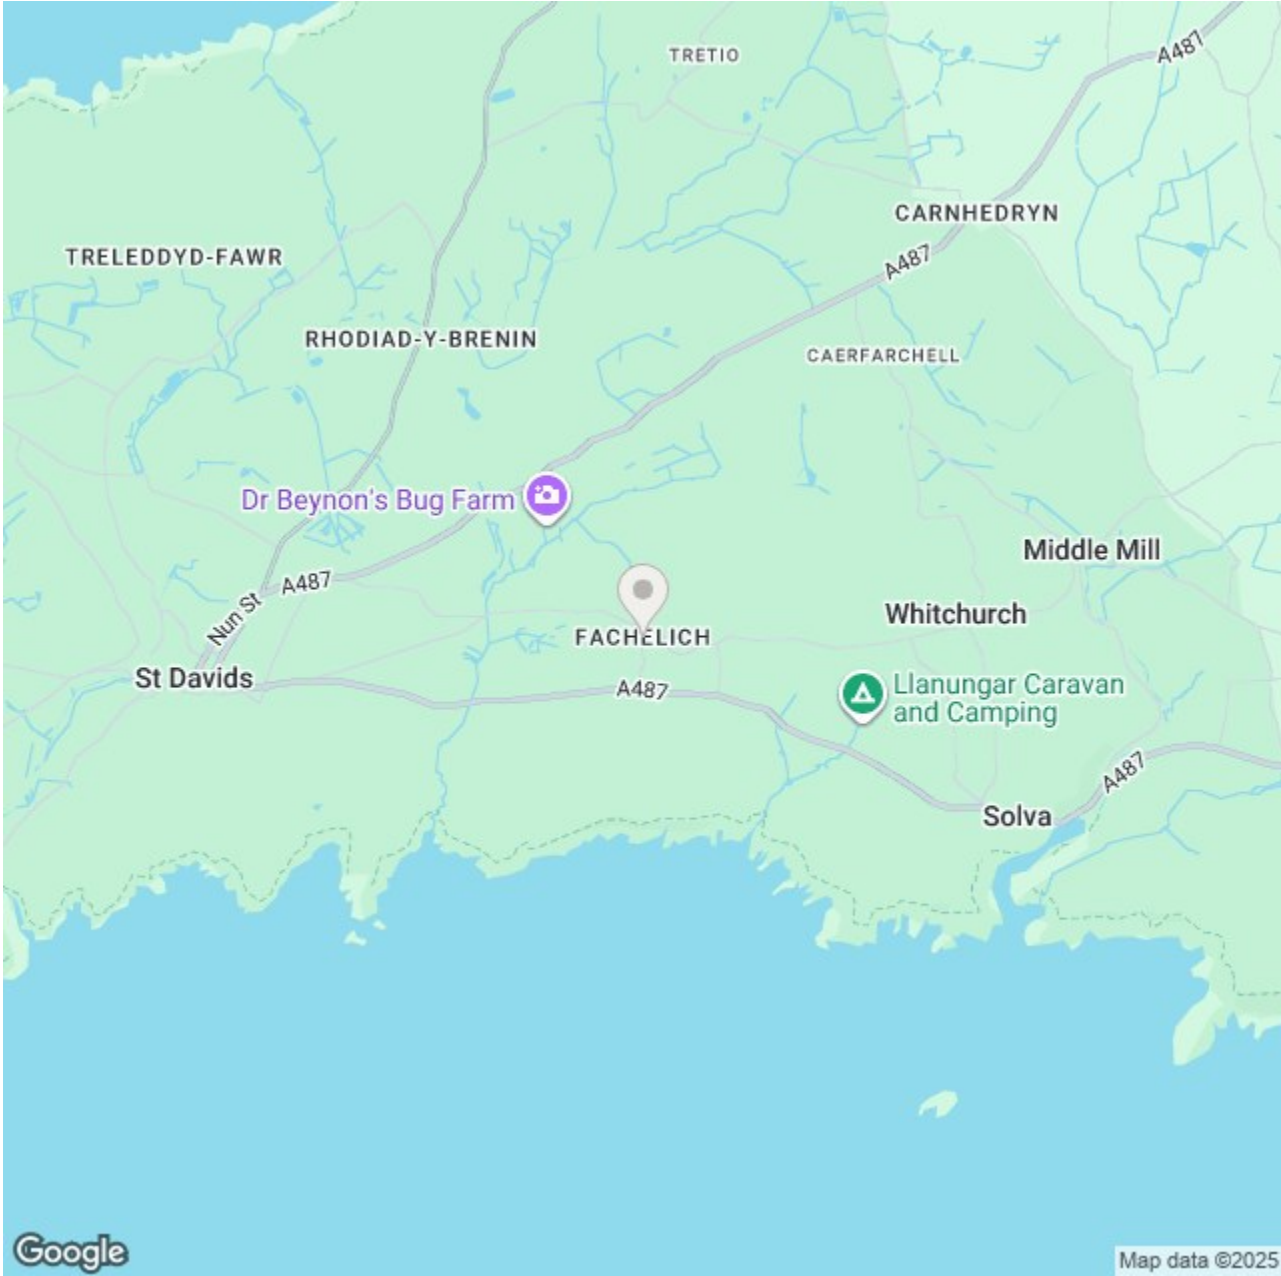 TRETIO
A487
CARNHEDRYN
TRELEDDYD-FAWR
A487
RHODIAD-Y-BRENIN
CAERFARCHELL
Dr Beynon's Bug Farm
Middle Mill
A487
Nun St
Whitchurch
FACHELICH
St Davids
A487
Llanungar Caravan
and Camping
A487
Solva
Google
Map data ©2025